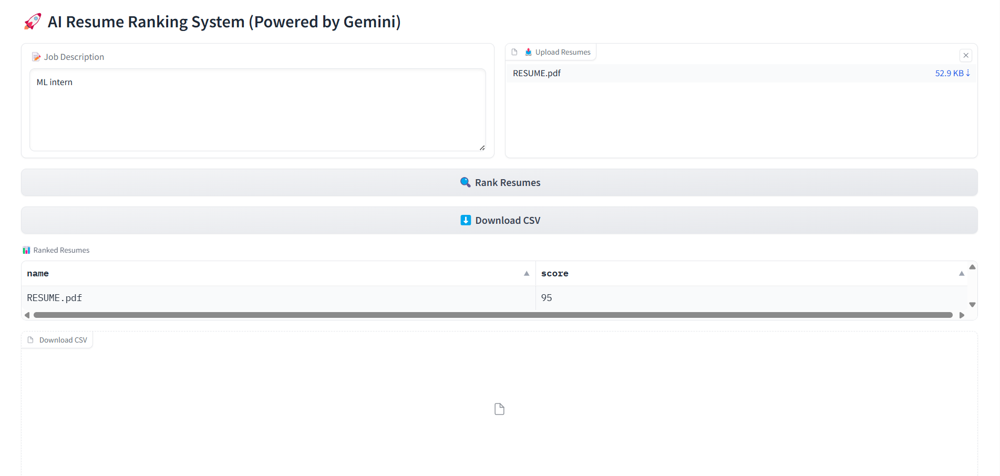 🚀 AI Resume Ranking System (Powered by Gemini)
📝 Job Description
ML intern
📤 Upload Resumes
RESUME.pdf 52.9 KB ⇣
🔍 Rank Resumes
⬇️ Download CSV
📊 Ranked Resumes
name score
RESUME.pdf 95
Download CSV